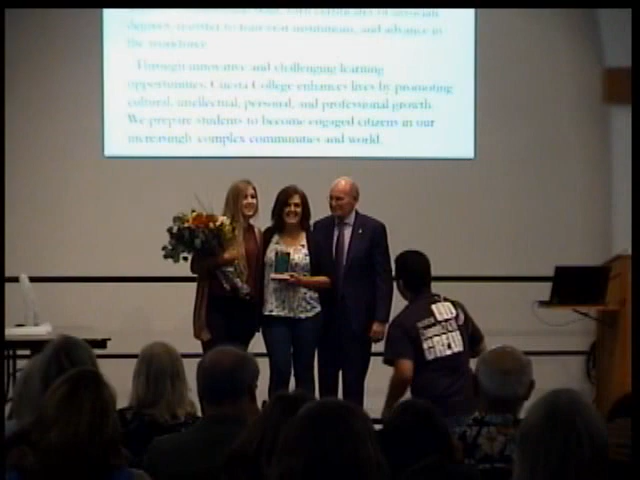 degrees, transfer to four-year institutions, and advance in
the workforce.
Through innovative and challenging learning
opportunities, Cuesta College enhances lives by promoting
cultural, intellectual, personal, and professional growth.
We prepare students to become engaged citizens in our
increasingly complex communities and world.
CREW